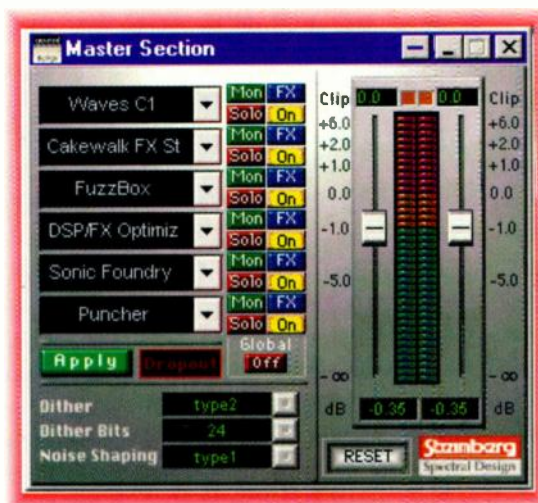 Master Section
Waves C1
Mon FX
Solo On
Cakewalk FX St
Mon FX
Solo On
FuzzBox
Mon FX
Solo On
DSP/FX Optimiz
Mon FX
Solo On
Sonic Foundry
Mon FX
Solo On
Puncher
Mon FX
Solo On
Apply
Dropout
Global
Off
Dither type2
Dither Bits 24
Noise Shaping type1
Clip 0.0 0.0 Clip
+6.0 +6.0
+2.0 +2.0
+1.0 +1.0
0.0 0.0
-1.0 -1.0
-5.0 -5.0
-∞ -∞
dB -0.35 -0.35 dB
RESET
Steinberg
Spectral Design